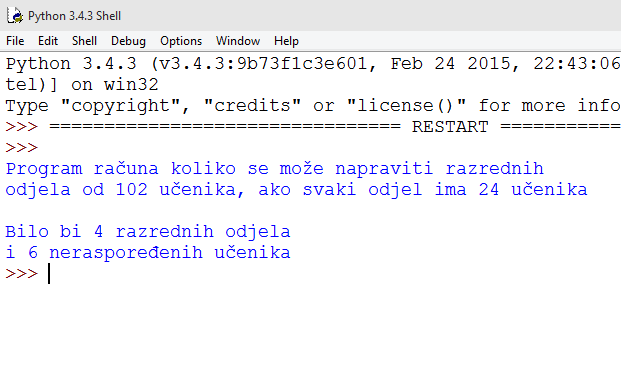 Python 3.4.3 Shell
File Edit Shell Debug Options Window Help
Python 3.4.3 (v3.4.3:9b73f1c3e601, Feb 24 2015, 22:43:06
tel)] on win32
Type "copyright", "credits" or "license()" for more info
>>> ================================ RESTART ===========
>>>
Program računa koliko se može napraviti razrednih
odjela od 102 učenika, ako svaki odjel ima 24 učenika
Bilo bi 4 razrednih odjela
i 6 neraspoređenih učenika
>>>